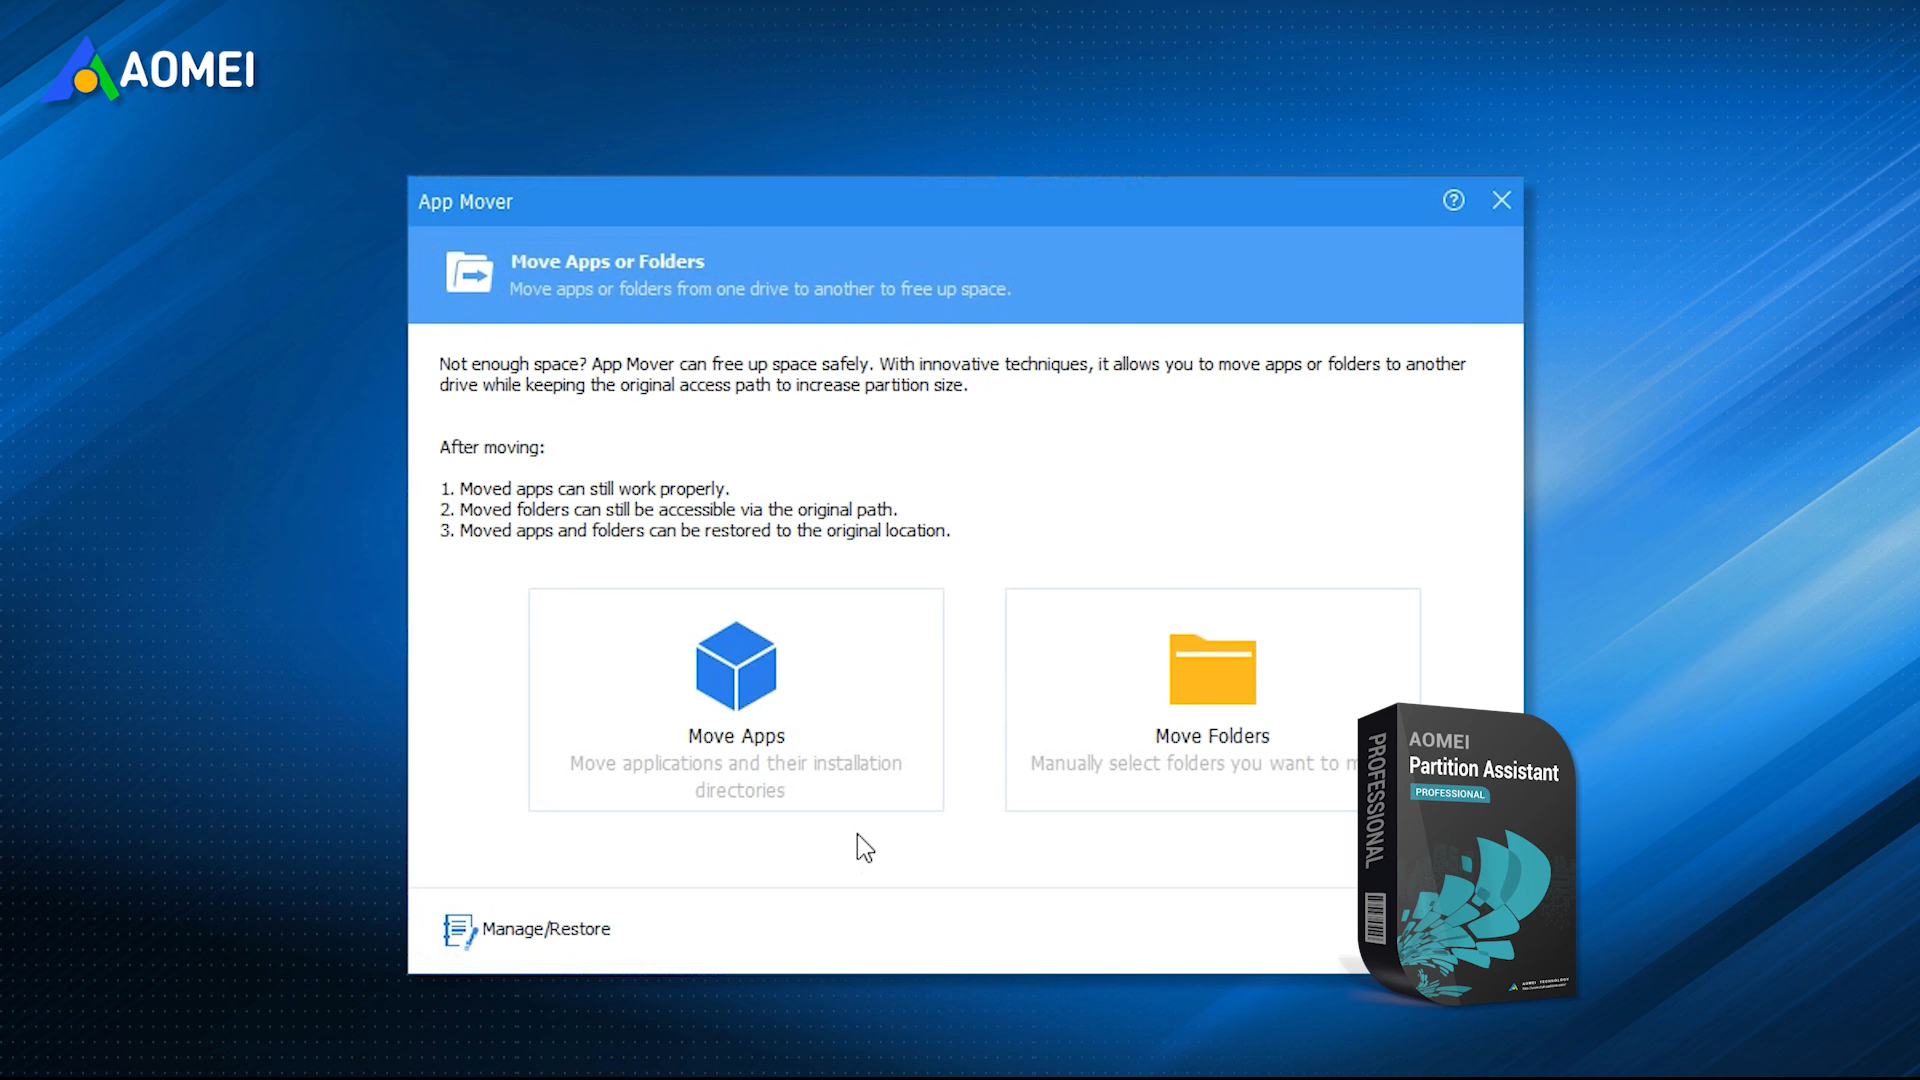 AOMEI
App Mover
Move Apps or Folders
Move apps or folders from one drive to another to free up space.
Not enough space? App Mover can free up space safely. With innovative techniques, it allows you to move apps or folders to another
drive while keeping the original access path to increase partition size.
After moving:
1. Moved apps can still work properly.
2. Moved folders can still be accessible via the original path.
3. Moved apps and folders can be restored to the original location.
Move Apps
Move applications and their installation
directories
Move Folders
Manually select folders you want to m
Manage/Restore
PROFESSIONAL
AOMEI
Partition Assistant
PROFESSIONAL
AOMEI TECHNOLOGY